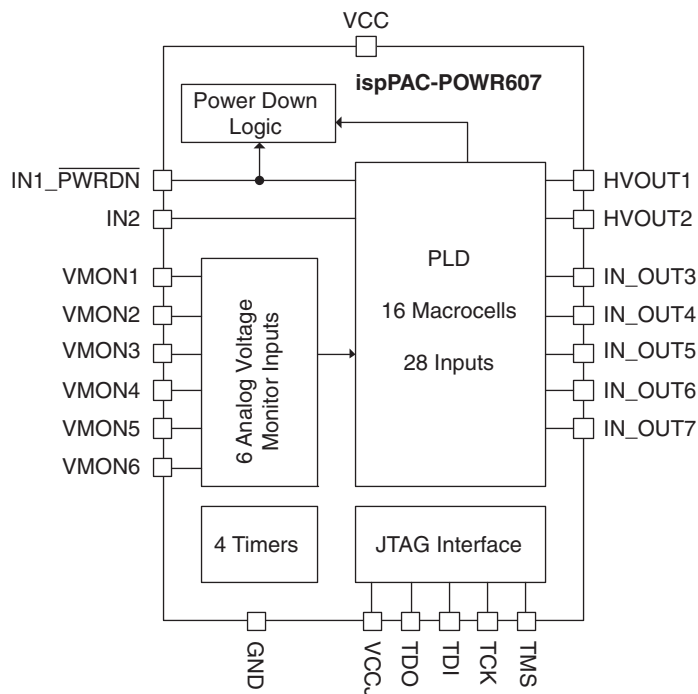 VCC
ispPAC-POWR607
Power Down
Logic
IN1_PWRDN
IN2
VMON1
VMON2
VMON3
VMON4
VMON5
VMON6
6 Analog Voltage
Monitor Inputs
PLD
16 Macrocells
28 Inputs
HVOUT1
HVOUT2
IN_OUT3
IN_OUT4
IN_OUT5
IN_OUT6
IN_OUT7
4 Timers
JTAG Interface
GND
VCCJ
TDO
TDI
TCK
TMS